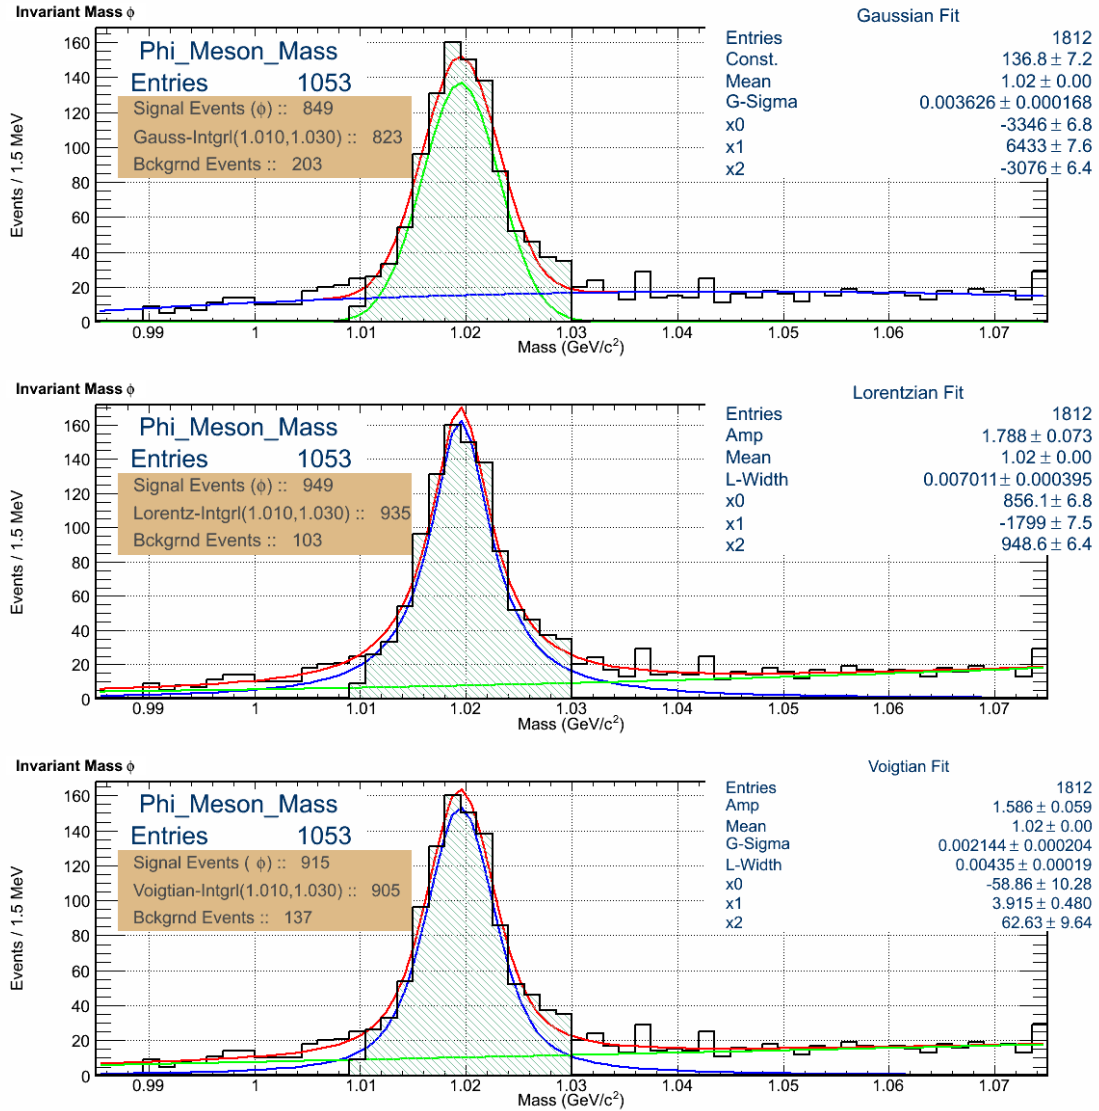 Invariant Mass ϕ
Gaussian Fit
Phi_Meson_Mass
Entries 1053
Signal Events (ϕ) :: 849
Gauss-Intgrl(1.010,1.030) :: 823
Bckgrnd Events :: 203
Entries 1812
Const. 136.8 ± 7.2
Mean 1.02 ± 0.00
G-Sigma 0.003626 ± 0.000168
x0 -3346 ± 6.8
x1 6433 ± 7.6
x2 -3076 ± 6.4
Events / 1.5 MeV
160
140
120
100
80
60
40
20
0
0.99 1 1.01 1.02 1.03 1.04 1.05 1.06 1.07
Mass (GeV/c²)
Invariant Mass ϕ
Lorentzian Fit
Phi_Meson_Mass
Entries 1053
Signal Events (ϕ) :: 949
Lorentz-Intgrl(1.010,1.030) :: 935
Bckgrnd Events :: 103
Entries 1812
Amp 1.788 ± 0.073
Mean 1.02 ± 0.00
L-Width 0.007011 ± 0.000395
x0 856.1 ± 6.8
x1 -1799 ± 7.5
x2 948.6 ± 6.4
Events / 1.5 MeV
160
140
120
100
80
60
40
20
0
0.99 1 1.01 1.02 1.03 1.04 1.05 1.06 1.07
Mass (GeV/c²)
Invariant Mass ϕ
Voigtian Fit
Phi_Meson_Mass
Entries 1053
Signal Events ( ϕ) :: 915
Voigtian-Intgrl(1.010,1.030) :: 905
Bckgrnd Events :: 137
Entries 1812
Amp 1.586 ± 0.059
Mean 1.02 ± 0.00
G-Sigma 0.002144 ± 0.000204
L-Width 0.00435 ± 0.00019
x0 -58.86 ± 10.28
x1 3.915 ± 0.480
x2 62.63 ± 9.64
Events / 1.5 MeV
160
140
120
100
80
60
40
20
0
0.99 1 1.01 1.02 1.03 1.04 1.05 1.06 1.07
Mass (GeV/c²)